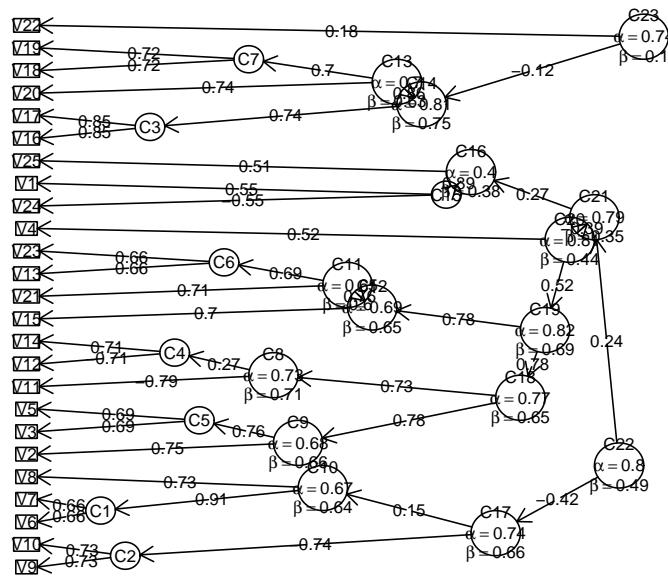 V22
V19
V18
V20
V17
V16
V25
V1
V24
V4
V23
V13
V21
V15
V14
V12
V11
V5
V3
V2
V8
V7
V6
V10
V9
0.18
0.72
0.72
0.7
0.74
0.85
0.85
0.74
−0.12
0.51
0.55
−0.55
0.27
0.52
0.66
0.66
0.69
0.71
0.7
0.78
0.52
0.24
0.71
0.71
0.27
−0.79
0.73
0.78
0.69
0.69
0.76
0.75
0.78
0.73
0.66
0.66
0.91
0.15
−0.42
0.73
0.73
0.74
C23
C7
C13
C3
β = 0.75
C16
C21
β = 0.44
C6
C11
β = 0.65
C19
α = 0.82
β = 0.69
C4
C8
α = 0.73
β = 0.71
C18
α = 0.77
β = 0.65
C5
C9
α = 0.68
β = 0.66
C10
α = 0.67
β = 0.64
C22
α = 0.8
β = 0.49
C1
C17
α = 0.74
β = 0.66
C2